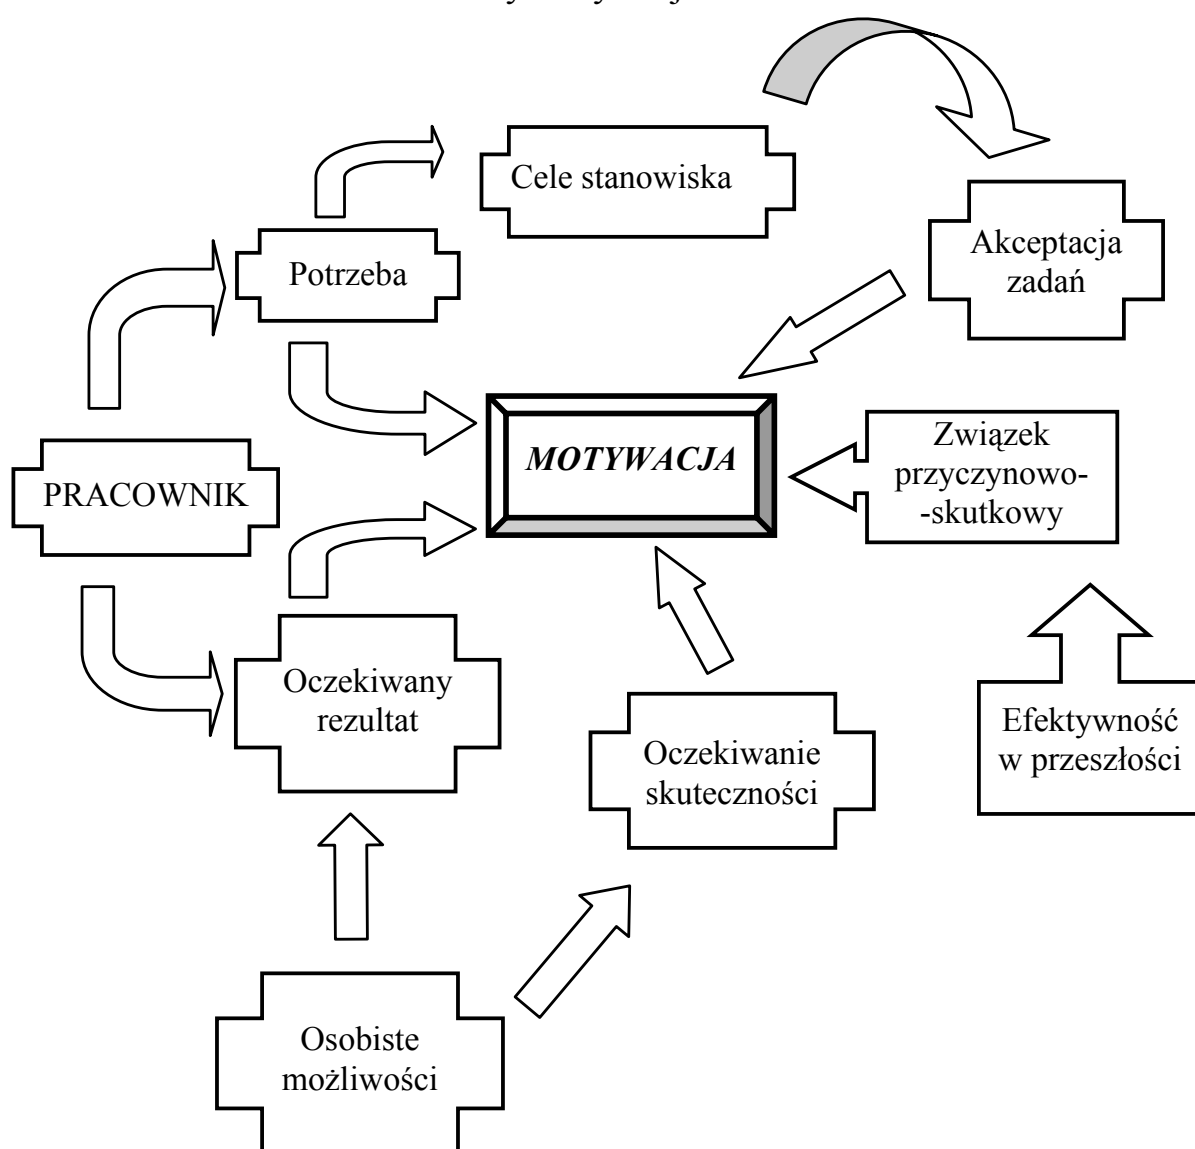 Cele stanowiska
Akceptacja
zadań
Potrzeba
MOTYWACJA
Związek
przyczynowo-
-skutkowy
PRACOWNIK
Oczekiwany
rezultat
Oczekiwanie
skuteczności
Efektywność
w przeszłości
Osobiste
możliwości